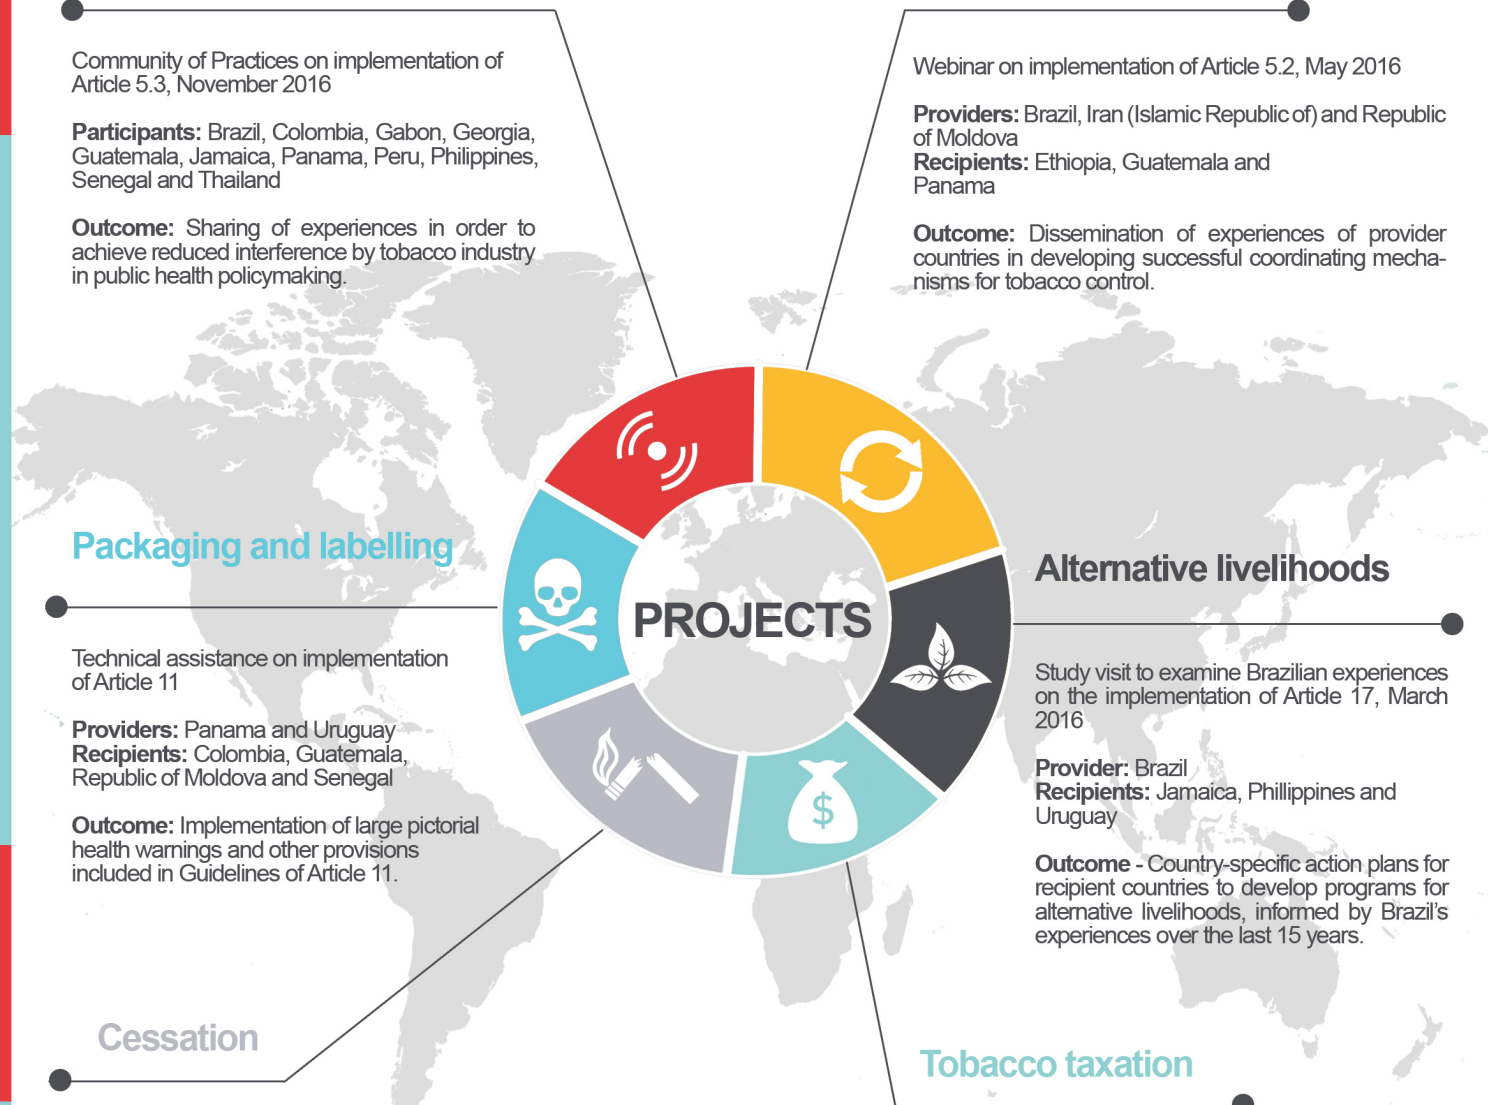 Community of Practices on implementation of
Article 5.3, November 2016
Participants: Brazil, Colombia, Gabon, Georgia,
Guatemala, Jamaica, Panama, Peru, Philippines,
Senegal and Thailand
Outcome: Sharing of experiences in order to
achieve reduced interference by tobacco industry
in public health policymaking.
Webinar on implementation of Article 5.2, May 2016
Providers: Brazil, Iran (Islamic Republic of) and Republic
of Moldova
Recipients: Ethiopia, Guatemala and
Panama
Outcome: Dissemination of experiences of provider
countries in developing successful coordinating mecha-
nisms for tobacco control.
PROJECTS
$
Packaging and labelling
Technical assistance on implementation
of Article 11
Providers: Panama and Uruguay
Recipients: Colombia, Guatemala,
Republic of Moldova and Senegal
Outcome: Implementation of large pictorial
health warnings and other provisions
included in Guidelines of Article 11.
Alternative livelihoods
Study visit to examine Brazilian experiences
on the implementation of Article 17, March
2016
Provider: Brazil
Recipients: Jamaica, Phillippines and
Uruguay
Outcome - Country-specific action plans for
recipient countries to develop programs for
alternative livelihoods, informed by Brazil's
experiences over the last 15 years.
Cessation
Tobacco taxation